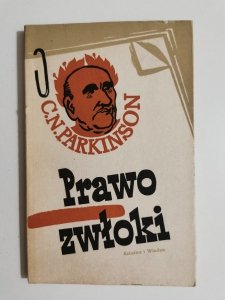 C.N. PARKINSON
Prawo
zwłoki
Książka i Wiedza